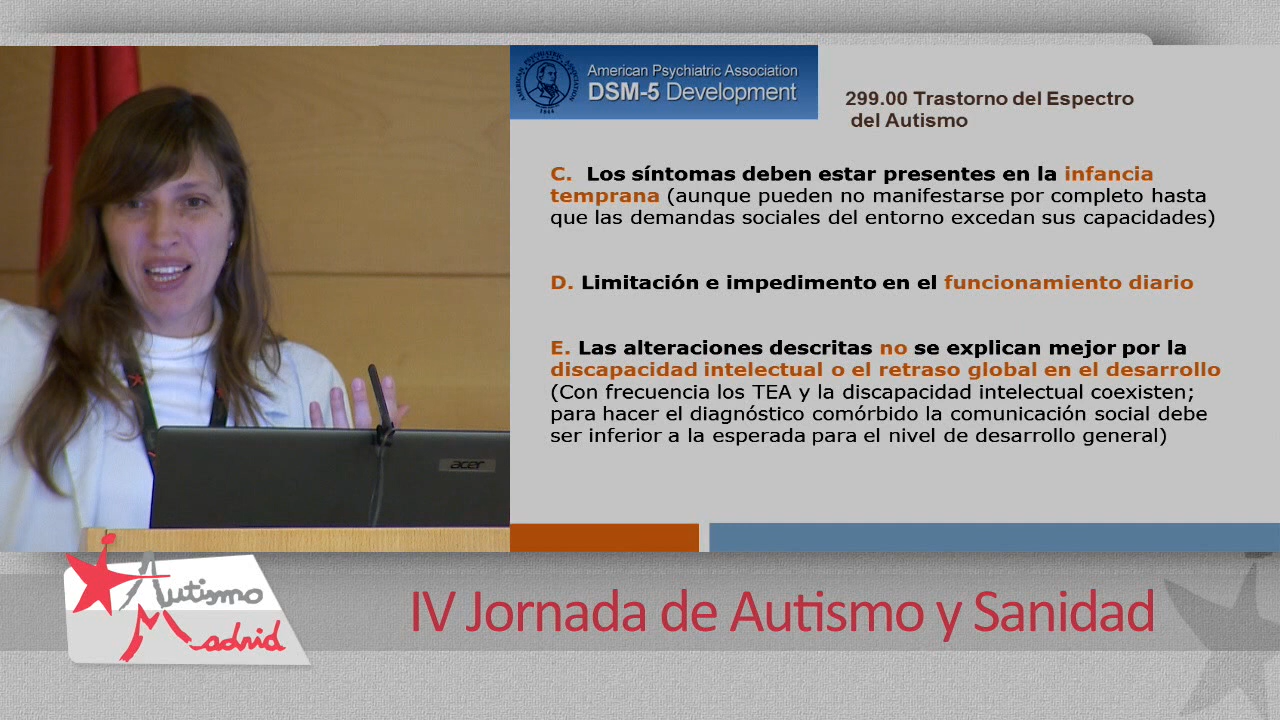 American Psychiatric Association
DSM-5 Development
AMERICAN PSYCHIATRIC ASSOCIATION
1844
299.00 Trastorno del Espectro
del Autismo
C. Los síntomas deben estar presentes en la infancia
temprana (aunque pueden no manifestarse por completo hasta
que las demandas sociales del entorno excedan sus capacidades)
D. Limitación e impedimento en el funcionamiento diario
E. Las alteraciones descritas no se explican mejor por la
discapacidad intelectual o el retraso global en el desarrollo
(Con frecuencia los TEA y la discapacidad intelectual coexisten;
para hacer el diagnóstico comórbido la comunicación social debe
ser inferior a la esperada para el nivel de desarrollo general)
acer
Autismo
Madrid
IV Jornada de Autismo y Sanidad